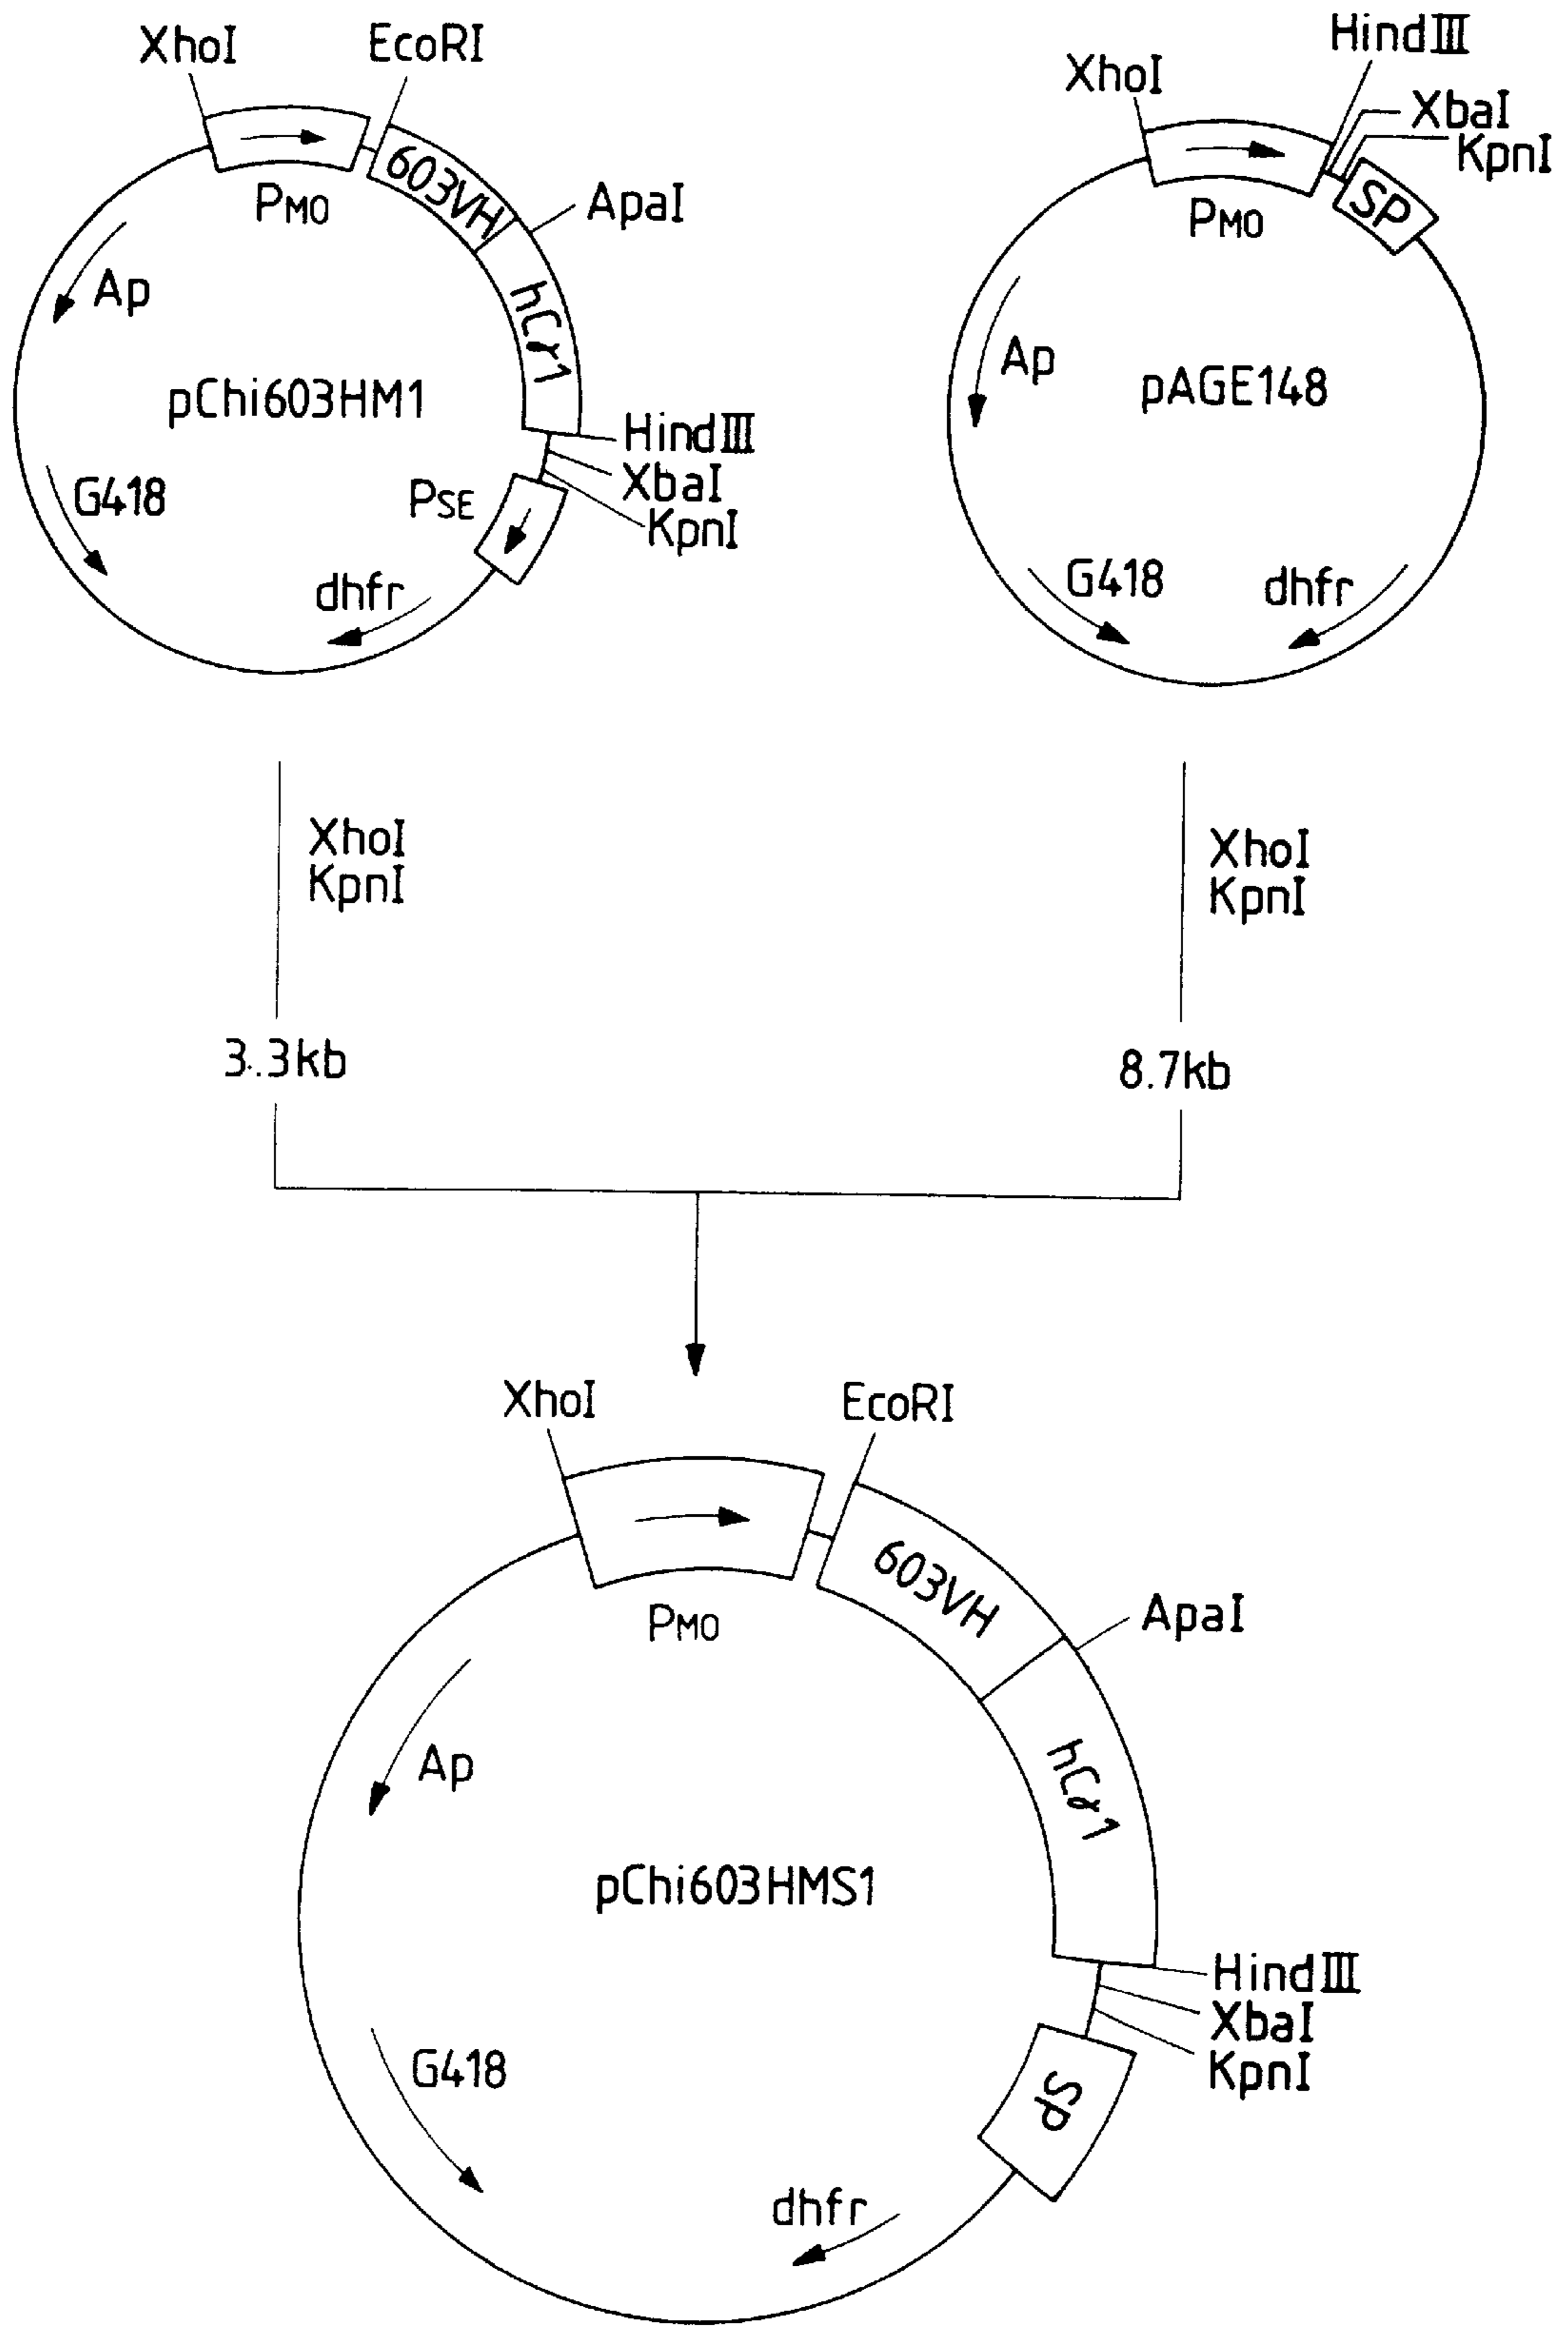 XhoI
EcoRI
603VH
ApaI
PMO
Ap
hCγ1
pChi603HM1
HindIII
XbaI
KpnI
G418
PSE
dhfr
HindIII
XhoI
XbaI
KpnI
SP
PMO
Ap
pAGE148
G418
dhfr
XhoI
KpnI
XhoI
KpnI
3.3kb
8.7kb
XhoI
EcoRI
603VH
ApaI
PMO
Ap
hCγ1
pChi603HMS1
HindIII
XbaI
KpnI
G418
SP
dhfr